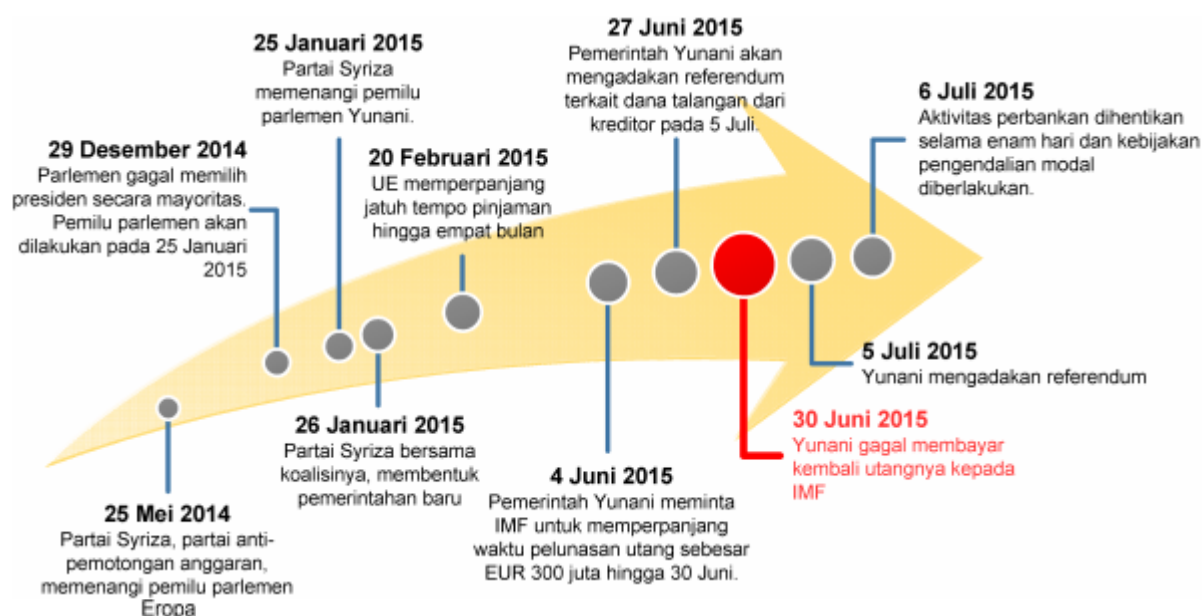 25 Mei 2014
Partai Syriza, partai anti-
pemotongan anggaran,
memenangi pemilu parlemen
Eropa
29 Desember 2014
Parlemen gagal memilih
presiden secara mayoritas.
Pemilu parlemen akan
dilakukan pada 25 Januari
2015
25 Januari 2015
Partai Syriza
memenangi pemilu
parlemen Yunani.
26 Januari 2015
Partai Syriza bersama
koalisinya, membentuk
pemerintahan baru
20 Februari 2015
UE memperpanjang
jatuh tempo pinjaman
hingga empat bulan
4 Juni 2015
Pemerintah Yunani meminta
IMF untuk memperpanjang
waktu pelunasan utang sebesar
EUR 300 juta hingga 30 Juni.
27 Juni 2015
Pemerintah Yunani akan
mengadakan referendum
terkait dana talangan dari
kreditor pada 5 Juli.
30 Juni 2015
Yunani gagal membayar
kembali utangnya kepada
IMF
5 Juli 2015
Yunani mengadakan referendum
6 Juli 2015
Aktivitas perbankan dihentikan
selama enam hari dan kebijakan
pengendalian modal
diberlakukan.